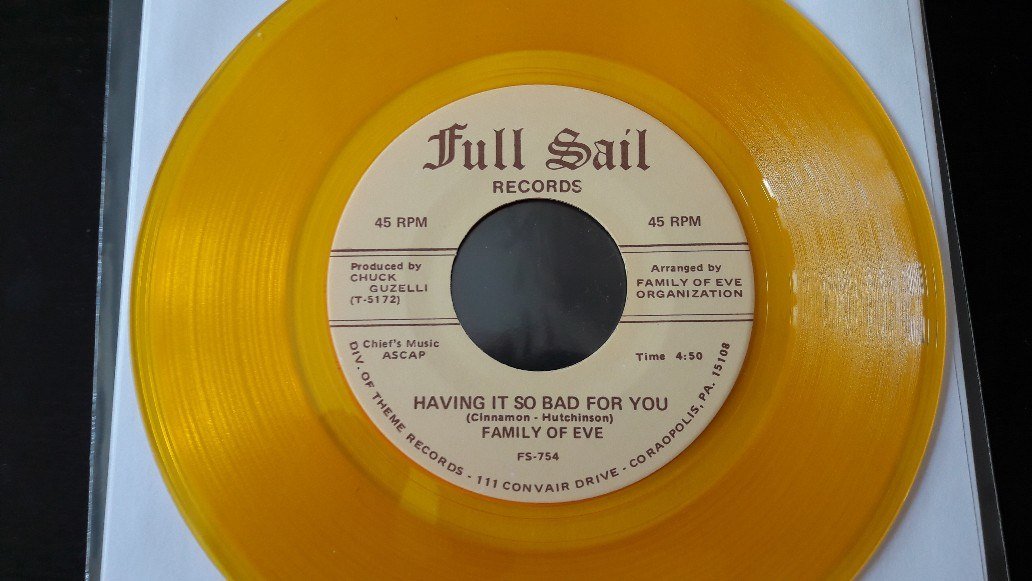 Full Sail
RECORDS
45 RPM
45 RPM
Produced by
CHUCK
GUZELLI
(T-5172)
Arranged by
FAMILY OF EVE
ORGANIZATION
Chief's Music
ASCAP
Time 4:50
HAVING IT SO BAD FOR YOU
(Cinnamon - Hutchinson)
FAMILY OF EVE
FS-754
DIV. OF THEME RECORDS - 111 CONVAIR DRIVE - CORAOPOLIS, PA. 15108